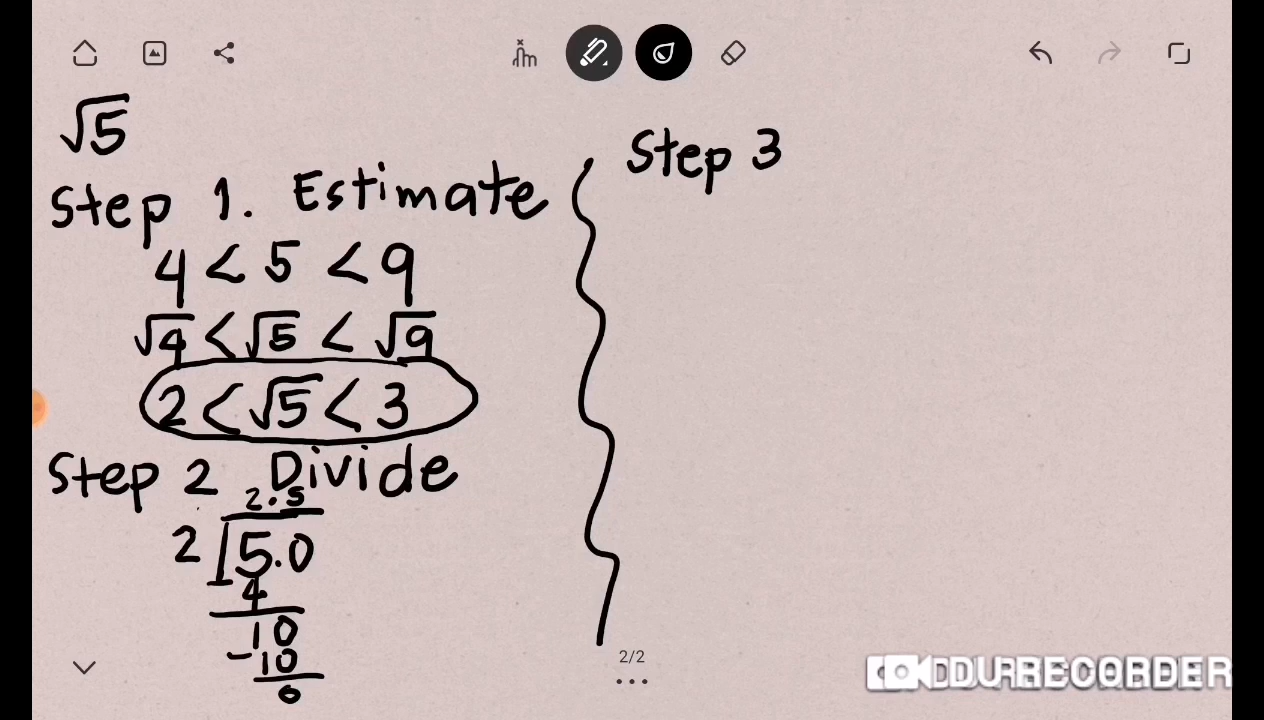 √5
Step 1. Estimate
4 < 5 < 9
√4 < √5 < √9
2 < √5 < 3
Step 2 Divide
2.5
2 5.0
4
10
-10
0
Step 3
2/2
DU RECORDER